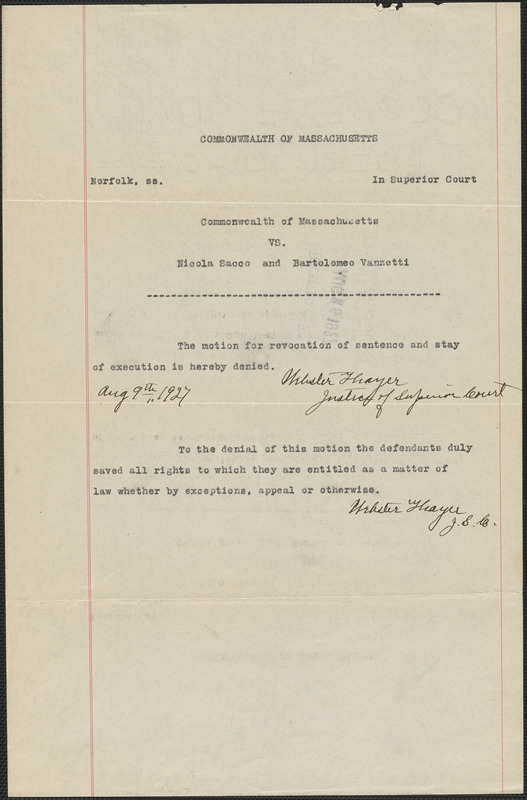 COMMONWEALTH OF MASSACHUSETTS
Norfolk, ss. In Superior Court
Commonwealth of Massachusetts
VS.
Nicola Sacco and Bartolomeo Vanzetti
The motion for revocation of sentence and stay
of execution is hereby denied.
Webster Thayer
Aug 9th, 1927 Justice of Superior Court
To the denial of this motion the defendants duly
saved all rights to which they are entitled as a matter of
law whether by exceptions, appeal or otherwise.
Webster Thayer
J. S. C.